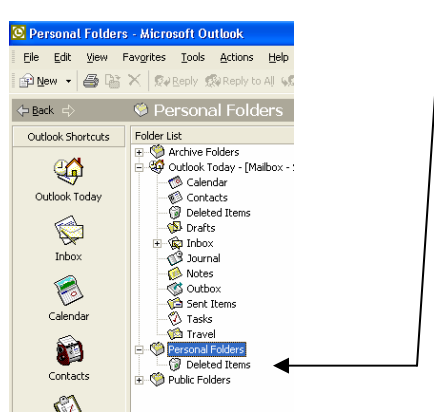 Personal Folders - Microsoft Outlook
File Edit View Favorites Tools Actions Help
New Reply Reply to All
Back Personal Folders
Outlook Shortcuts
Outlook Today
Inbox
Calendar
Contacts
Folder List
Archive Folders
Outlook Today - [Mailbox -
Calendar
Contacts
Deleted Items
Drafts
Inbox
Journal
Notes
Outbox
Sent Items
Tasks
Travel
Personal Folders
Deleted Items
Public Folders